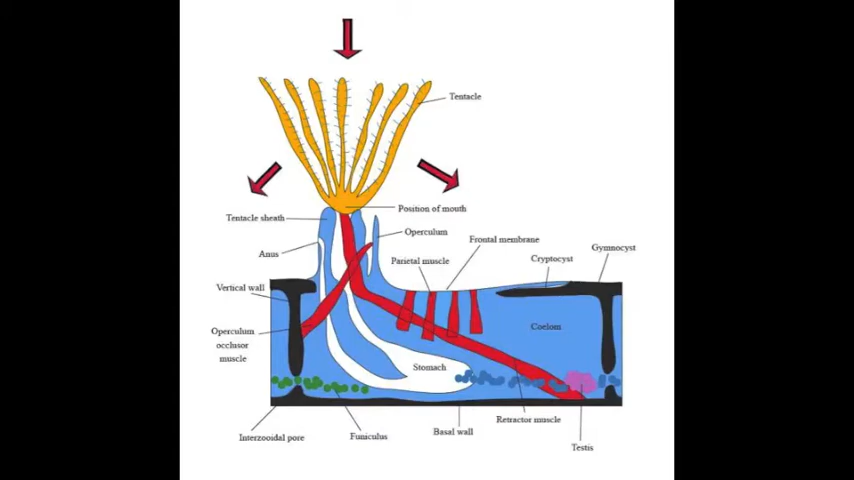 Tentacle
Position of mouth
Tentacle sheath
Operculum
Frontal membrane
Gymnocyst
Anus
Parietal muscle
Cryptocyst
Vertical wall
Coelom
Operculum
occlusor
muscle
Stomach
Retractor muscle
Basal wall
Interzooidal pore
Funiculus
Testis